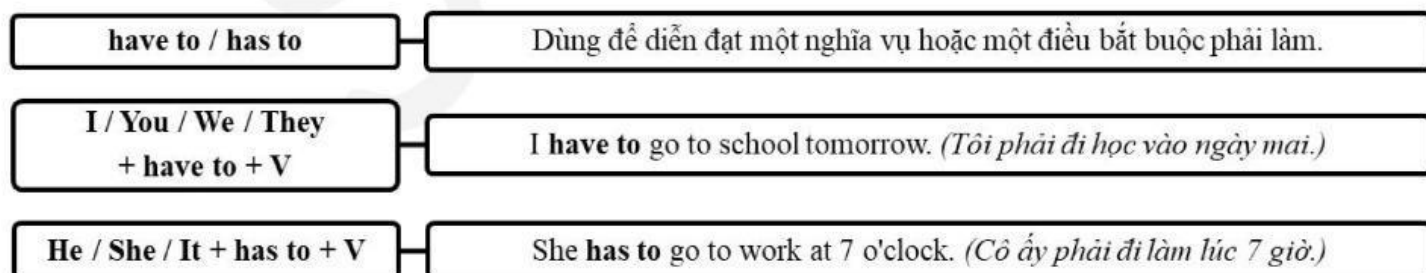 have to / has to
Dùng để diễn đạt một nghĩa vụ hoặc một điều bắt buộc phải làm.
I / You / We / They
+ have to + V
I have to go to school tomorrow. (Tôi phải đi học vào ngày mai.)
He / She / It + has to + V
She has to go to work at 7 o'clock. (Cô ấy phải đi làm lúc 7 giờ.)